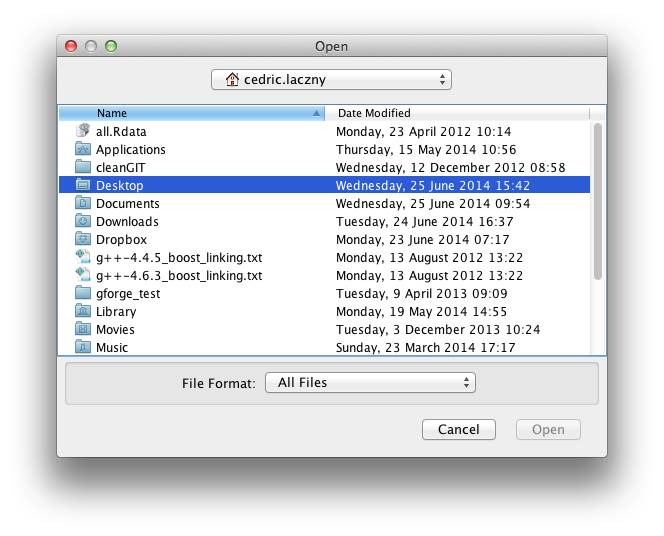 Open
cedric.laczny
Name Date Modified
all.Rdata Monday, 23 April 2012 10:14
Applications Thursday, 15 May 2014 10:56
cleanGIT Wednesday, 12 December 2012 08:58
Desktop Wednesday, 25 June 2014 15:42
Documents Wednesday, 25 June 2014 09:54
Downloads Tuesday, 24 June 2014 16:37
Dropbox Monday, 23 June 2014 07:17
g++-4.4.5_boost_linking.txt Monday, 13 August 2012 13:22
g++-4.6.3_boost_linking.txt Monday, 13 August 2012 13:22
gforge_test Tuesday, 9 April 2013 09:09
Library Monday, 19 May 2014 14:55
Movies Tuesday, 3 December 2013 10:24
Music Sunday, 23 March 2014 17:17
File Format: All Files
Cancel Open